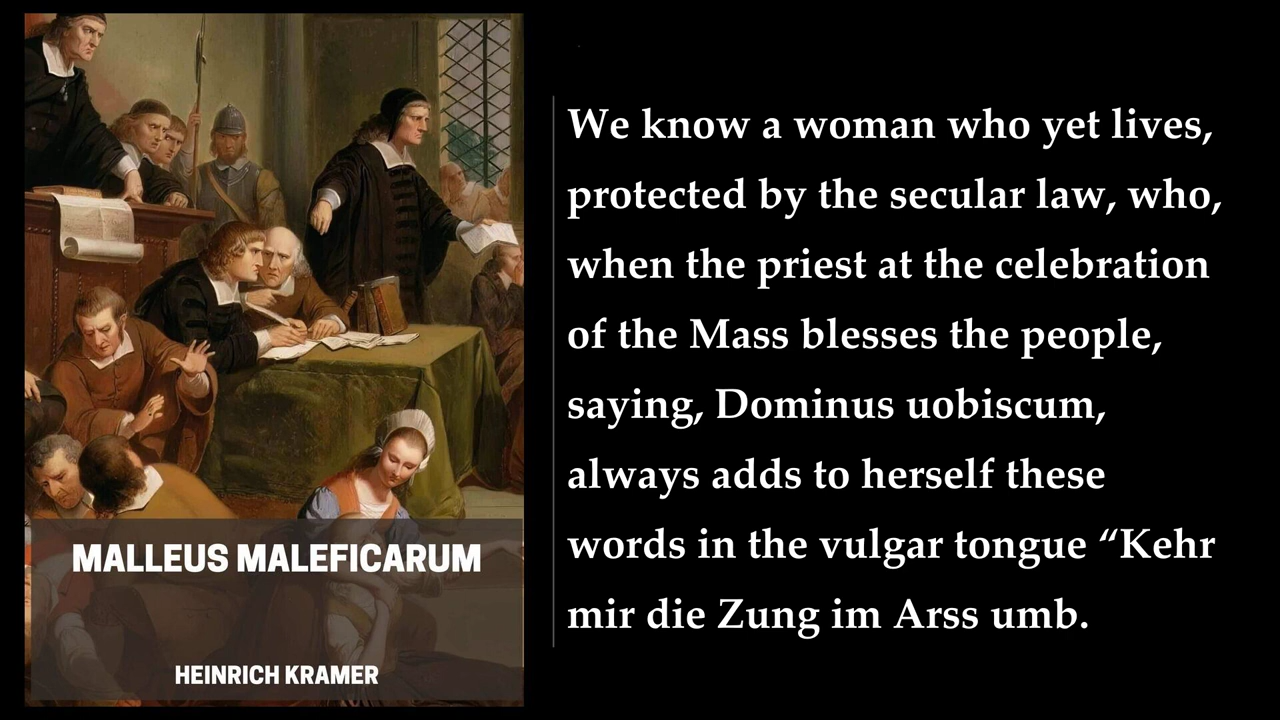 MALLEUS MALEFICARUM
HEINRICH KRAMER
We know a woman who yet lives,
protected by the secular law, who,
when the priest at the celebration
of the Mass blesses the people,
saying, Dominus uobiscum,
always adds to herself these
words in the vulgar tongue “Kehr
mir die Zung im Arss umb.